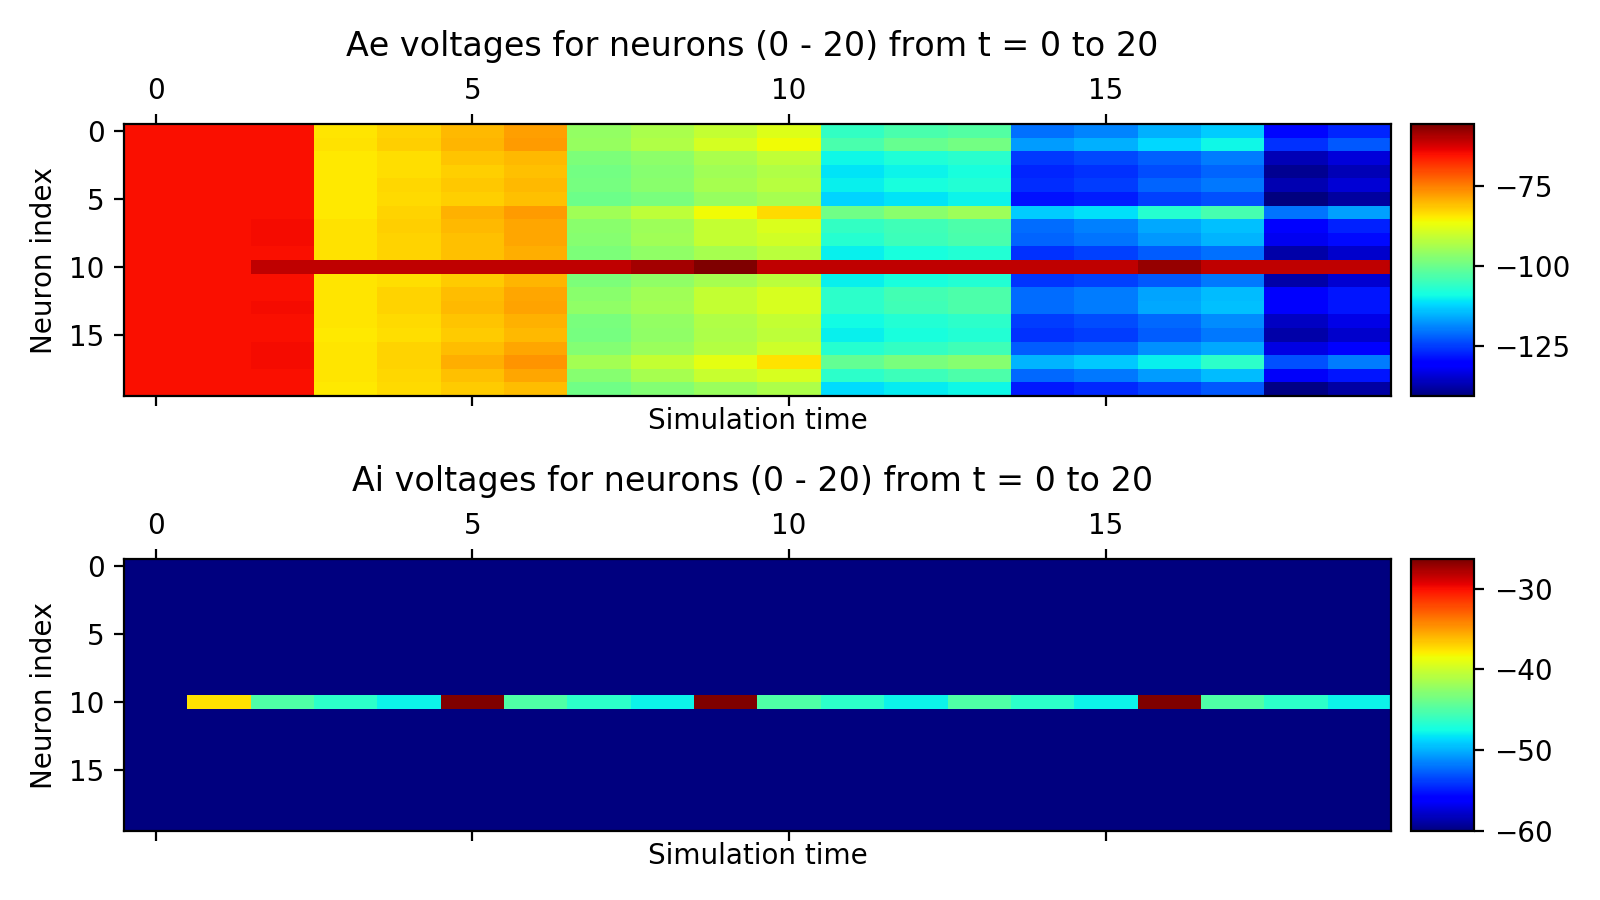 Ae voltages for neurons (0 - 20) from t = 0 to 20
0 5 10 15
Neuron index
0
5
10
15
Simulation time
−75
−100
−125
Ai voltages for neurons (0 - 20) from t = 0 to 20
0 5 10 15
Neuron index
0
5
10
15
Simulation time
−30
−40
−50
−60